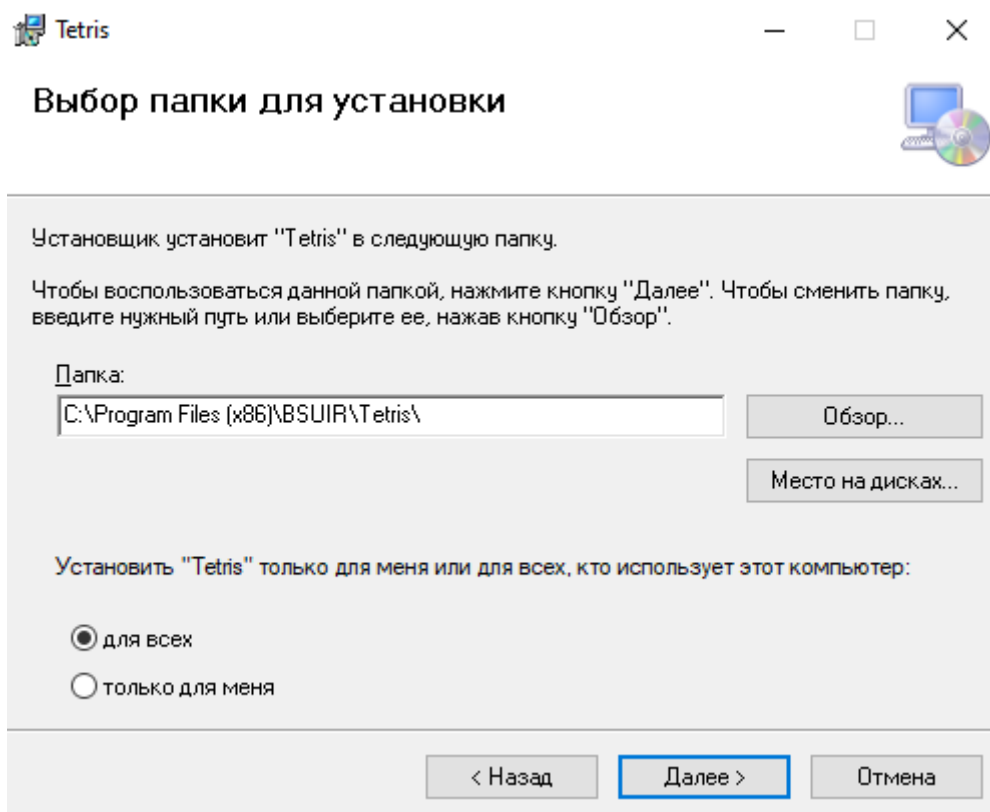 Tetris
Выбор папки для установки
Установщик установит "Tetris" в следующую папку.
Чтобы воспользоваться данной папкой, нажмите кнопку "Далее". Чтобы сменить папку,
введите нужный путь или выберите ее, нажав кнопку "Обзор".
Папка:
C:\Program Files (x86)\BSUIR\Tetris\
Обзор...
Место на дисках...
Установить "Tetris" только для меня или для всех, кто использует этот компьютер:
для всех
только для меня
< Назад
Далее >
Отмена